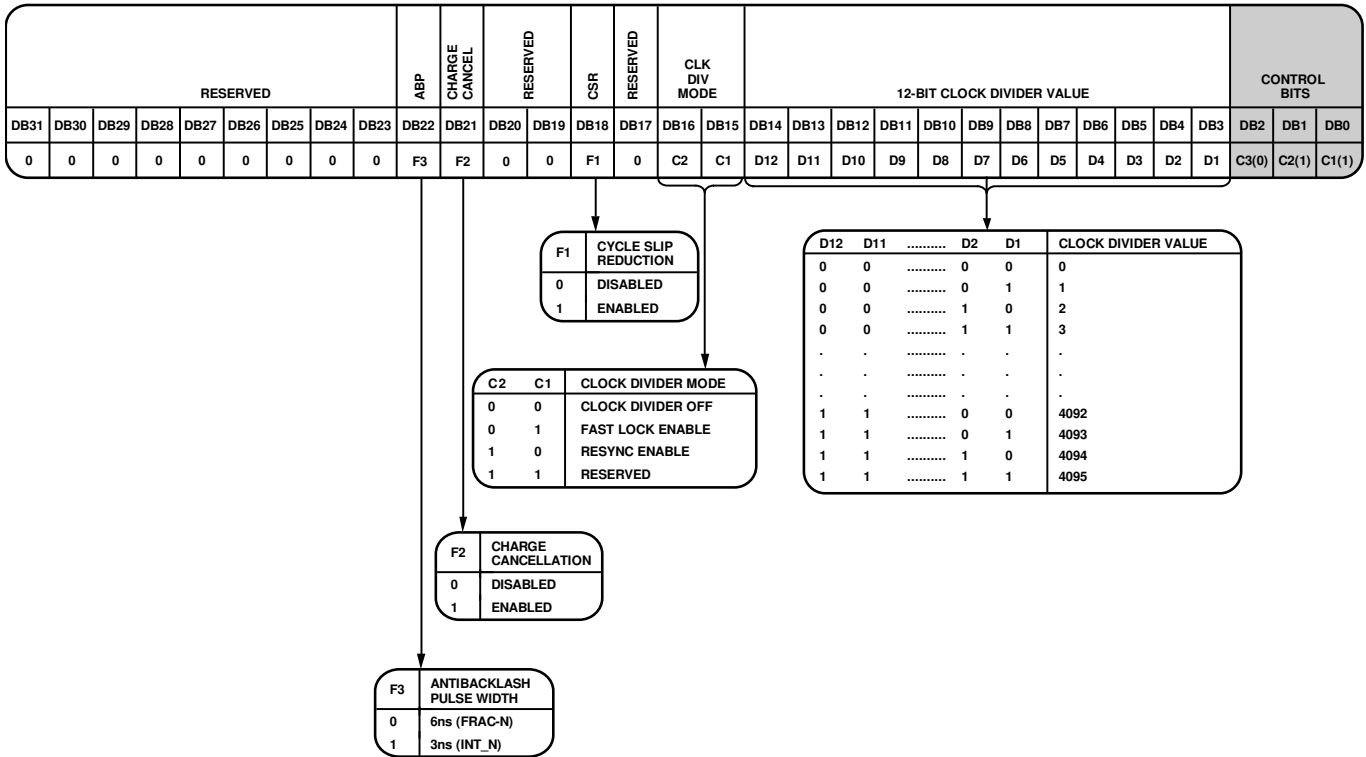 RESERVED
ABP
CHARGE CANCEL
RESERVED
CSR
RESERVED
CLK
DIV
MODE
12-BIT CLOCK DIVIDER VALUE
CONTROL
BITS
DB31 DB30 DB29 DB28 DB27 DB26 DB25 DB24 DB23 DB22 DB21 DB20 DB19 DB18 DB17 DB16 DB15 DB14 DB13 DB12 DB11 DB10 DB9 DB8 DB7 DB6 DB5 DB4 DB3 DB2 DB1 DB0
0 0 0 0 0 0 0 0 0 F3 F2 0 0 F1 0 C2 C1 D12 D11 D10 D9 D8 D7 D6 D5 D4 D3 D2 D1 C3(0) C2(1) C1(1)
F1 CYCLE SLIP
REDUCTION
0 DISABLED
1 ENABLED
D12 D11 .......... D2 D1 CLOCK DIVIDER VALUE
0 0 .......... 0 0 0
0 0 .......... 0 1 1
0 0 .......... 1 0 2
0 0 .......... 1 1 3
. . .......... . . .
. . .......... . . .
. . .......... . . .
1 1 .......... 0 0 4092
1 1 .......... 0 1 4093
1 1 .......... 1 0 4094
1 1 .......... 1 1 4095
C2 C1 CLOCK DIVIDER MODE
0 0 CLOCK DIVIDER OFF
0 1 FAST LOCK ENABLE
1 0 RESYNC ENABLE
1 1 RESERVED
F2 CHARGE
CANCELLATION
0 DISABLED
1 ENABLED
F3 ANTIBACKLASH
PULSE WIDTH
0 6ns (FRAC-N)
1 3ns (INT_N)